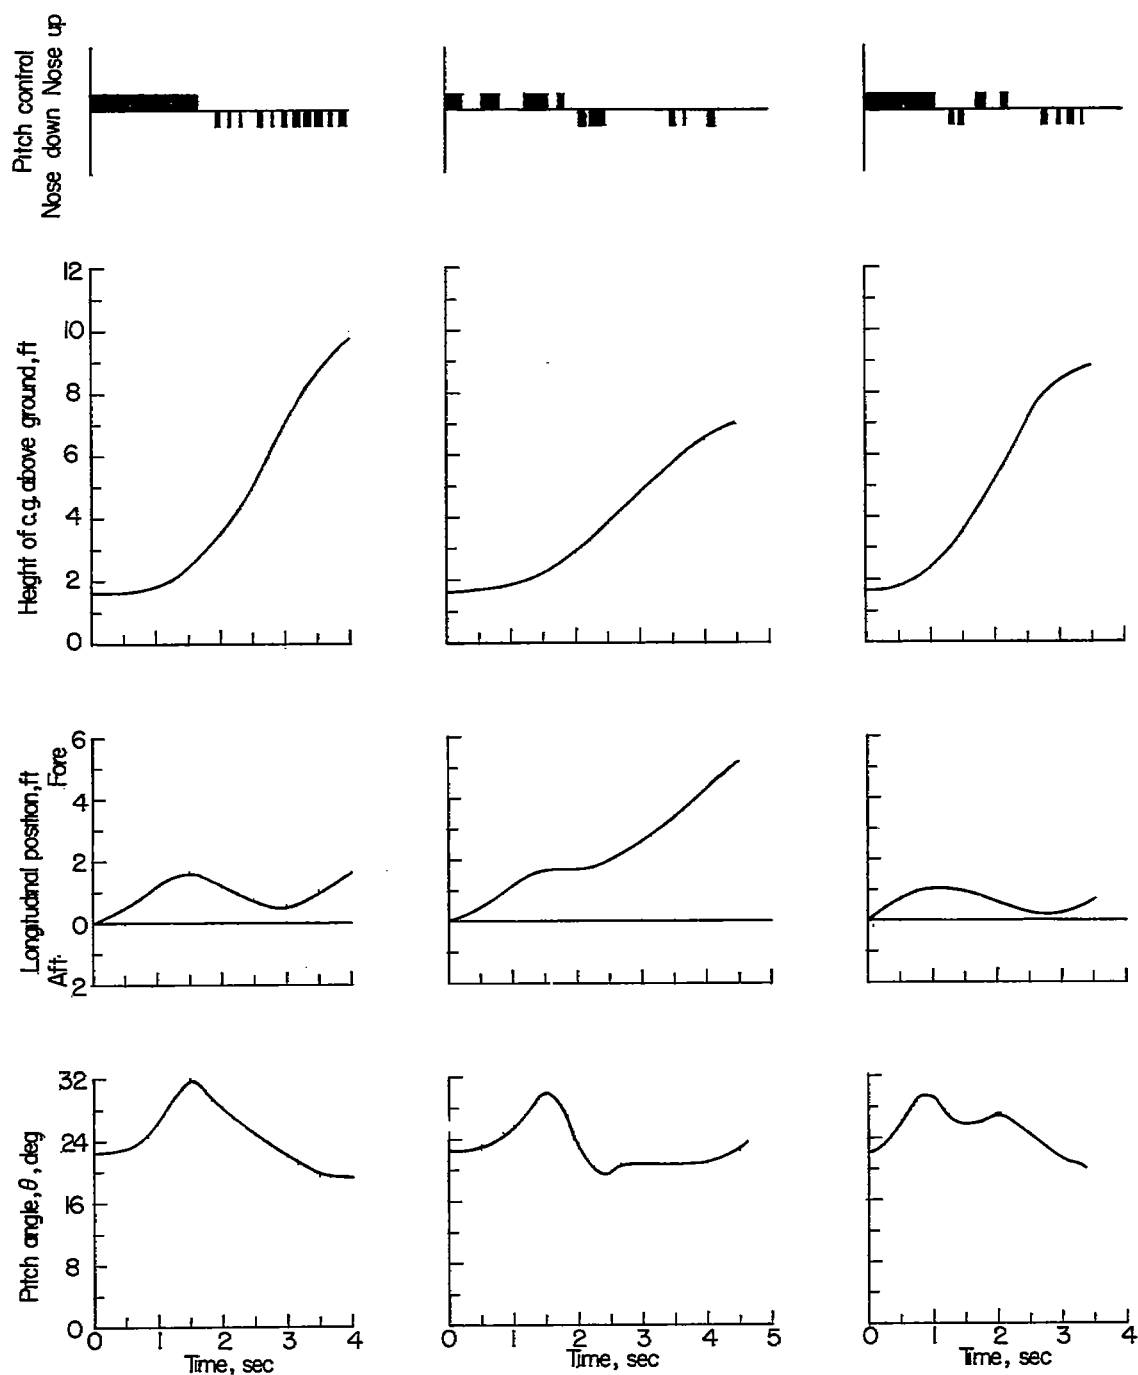 Pitch control
Nose down Nose up
12
10
8
6
4
2
0
Height of c.g. above ground, ft
6
4
2
0
2
Longitudinal position, ft
Aft Fore
32
24
16
8
0
Pitch angle, θ, deg
0 1 2 3 4
Time, sec
0 1 2 3 4 5
Time, sec
0 1 2 3 4
Time, sec